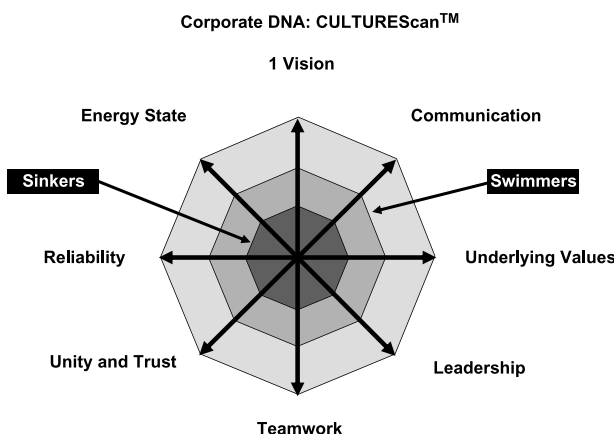 Corporate DNA: CULTUREScan™
1 Vision
Energy State
Communication
Sinkers
Swimmers
Reliability
Underlying Values
Unity and Trust
Leadership
Teamwork